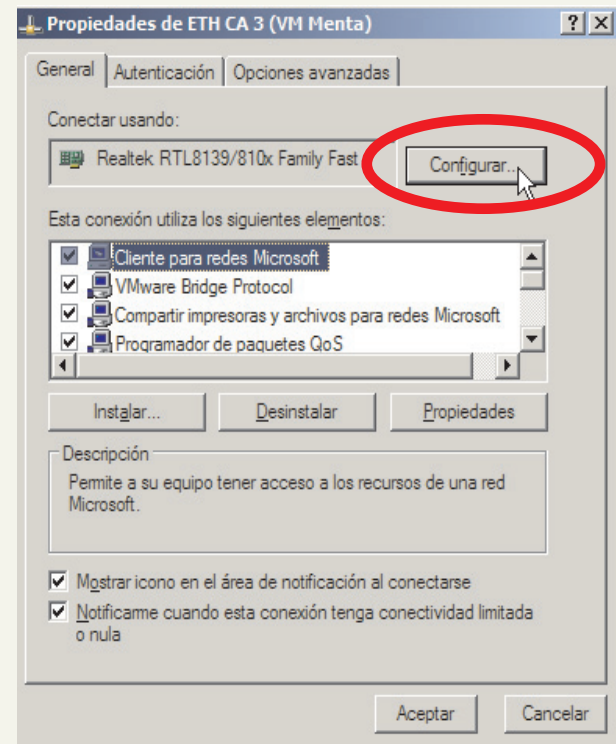 Propiedades de ETH CA 3 (VM Menta)
General Autenticación Opciones avanzadas
Conectar usando:
Realtek RTL8139/810x Family Fast
Configurar...
Esta conexión utiliza los siguientes elementos:
Cliente para redes Microsoft
VMware Bridge Protocol
Compartir impresoras y archivos para redes Microsoft
Programador de paquetes QoS
Instalar... Desinstalar Propiedades
Descripción
Permite a su equipo tener acceso a los recursos de una red
Microsoft.
Mostrar icono en el área de notificación al conectarse
Notificarme cuando esta conexión tenga conectividad limitada
o nula
Aceptar Cancelar